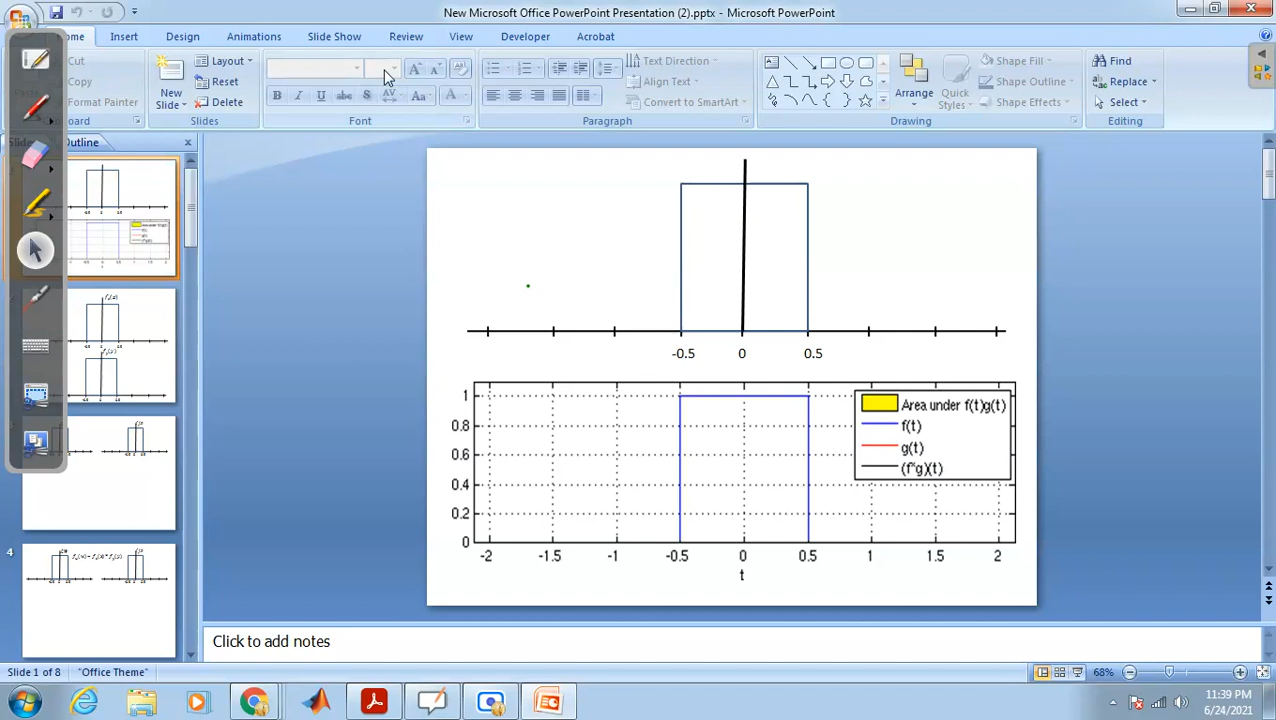 New Microsoft Office PowerPoint Presentation (2).pptx - Microsoft PowerPoint
Home Insert Design Animations Slide Show Review View Developer Acrobat
Cut
Copy
Format Painter
New Slide
Layout
Reset
Delete
Slides
Font
Text Direction
Align Text
Convert to SmartArt
Paragraph
Arrange
Quick Styles
Shape Fill
Shape Outline
Shape Effects
Drawing
Find
Replace
Select
Editing
Outline
4
-0.5 0 0.5
1
0.8
0.6
0.4
0.2
0
-2 -1.5 -1 -0.5 0 0.5 1 1.5 2
t
Area under f(t)g(t)
f(t)
g(t)
(f*g)(t)
Click to add notes
Slide 1 of 8 "Office Theme" 68%
11:39 PM
6/24/2021